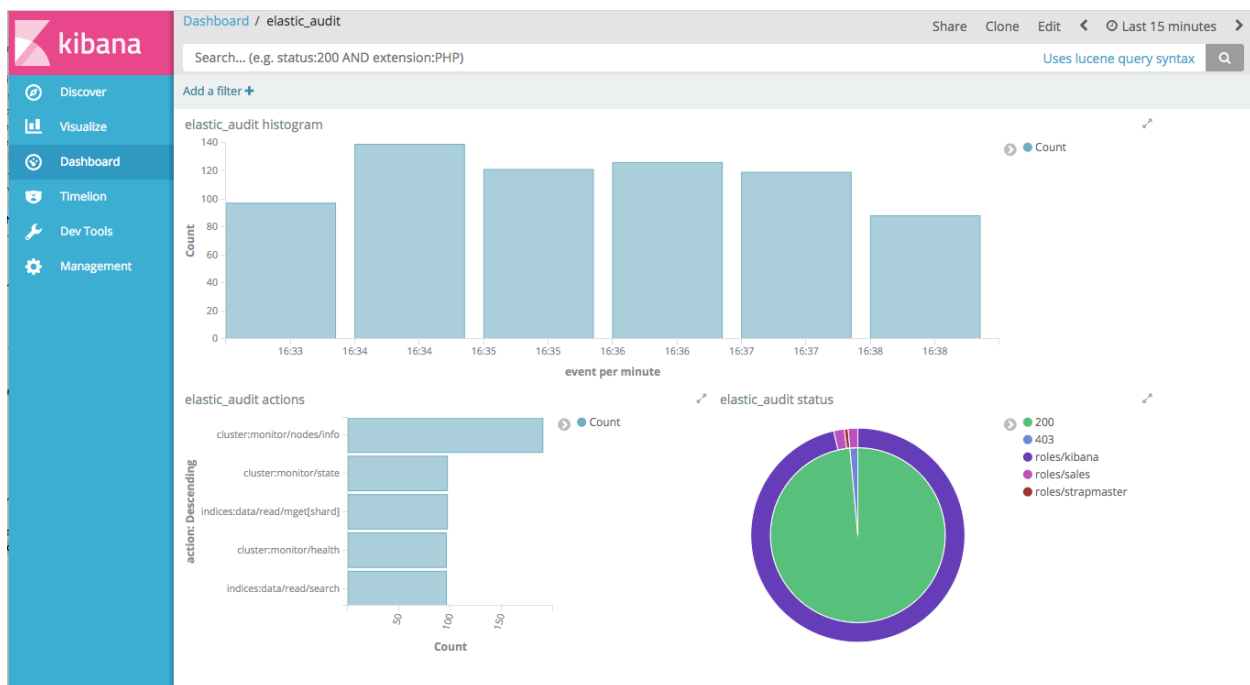 kibana
Discover
Visualize
Dashboard
Timelion
Dev Tools
Management
Dashboard / elastic_audit
Share Clone Edit Last 15 minutes
Search... (e.g. status:200 AND extension:PHP) Uses lucene query syntax
Add a filter +
elastic_audit histogram
Count
140
120
100
80
60
40
20
0
Count
16:33 16:34 16:34 16:35 16:35 16:36 16:36 16:37 16:37 16:38 16:38
event per minute
elastic_audit actions
Count
action: Descending
cluster:monitor/nodes/info
cluster:monitor/state
indices:data/read/mget[shard]
cluster:monitor/health
indices:data/read/search
50 100 150
Count
elastic_audit status
200
403
roles/kibana
roles/sales
roles/strapmaster